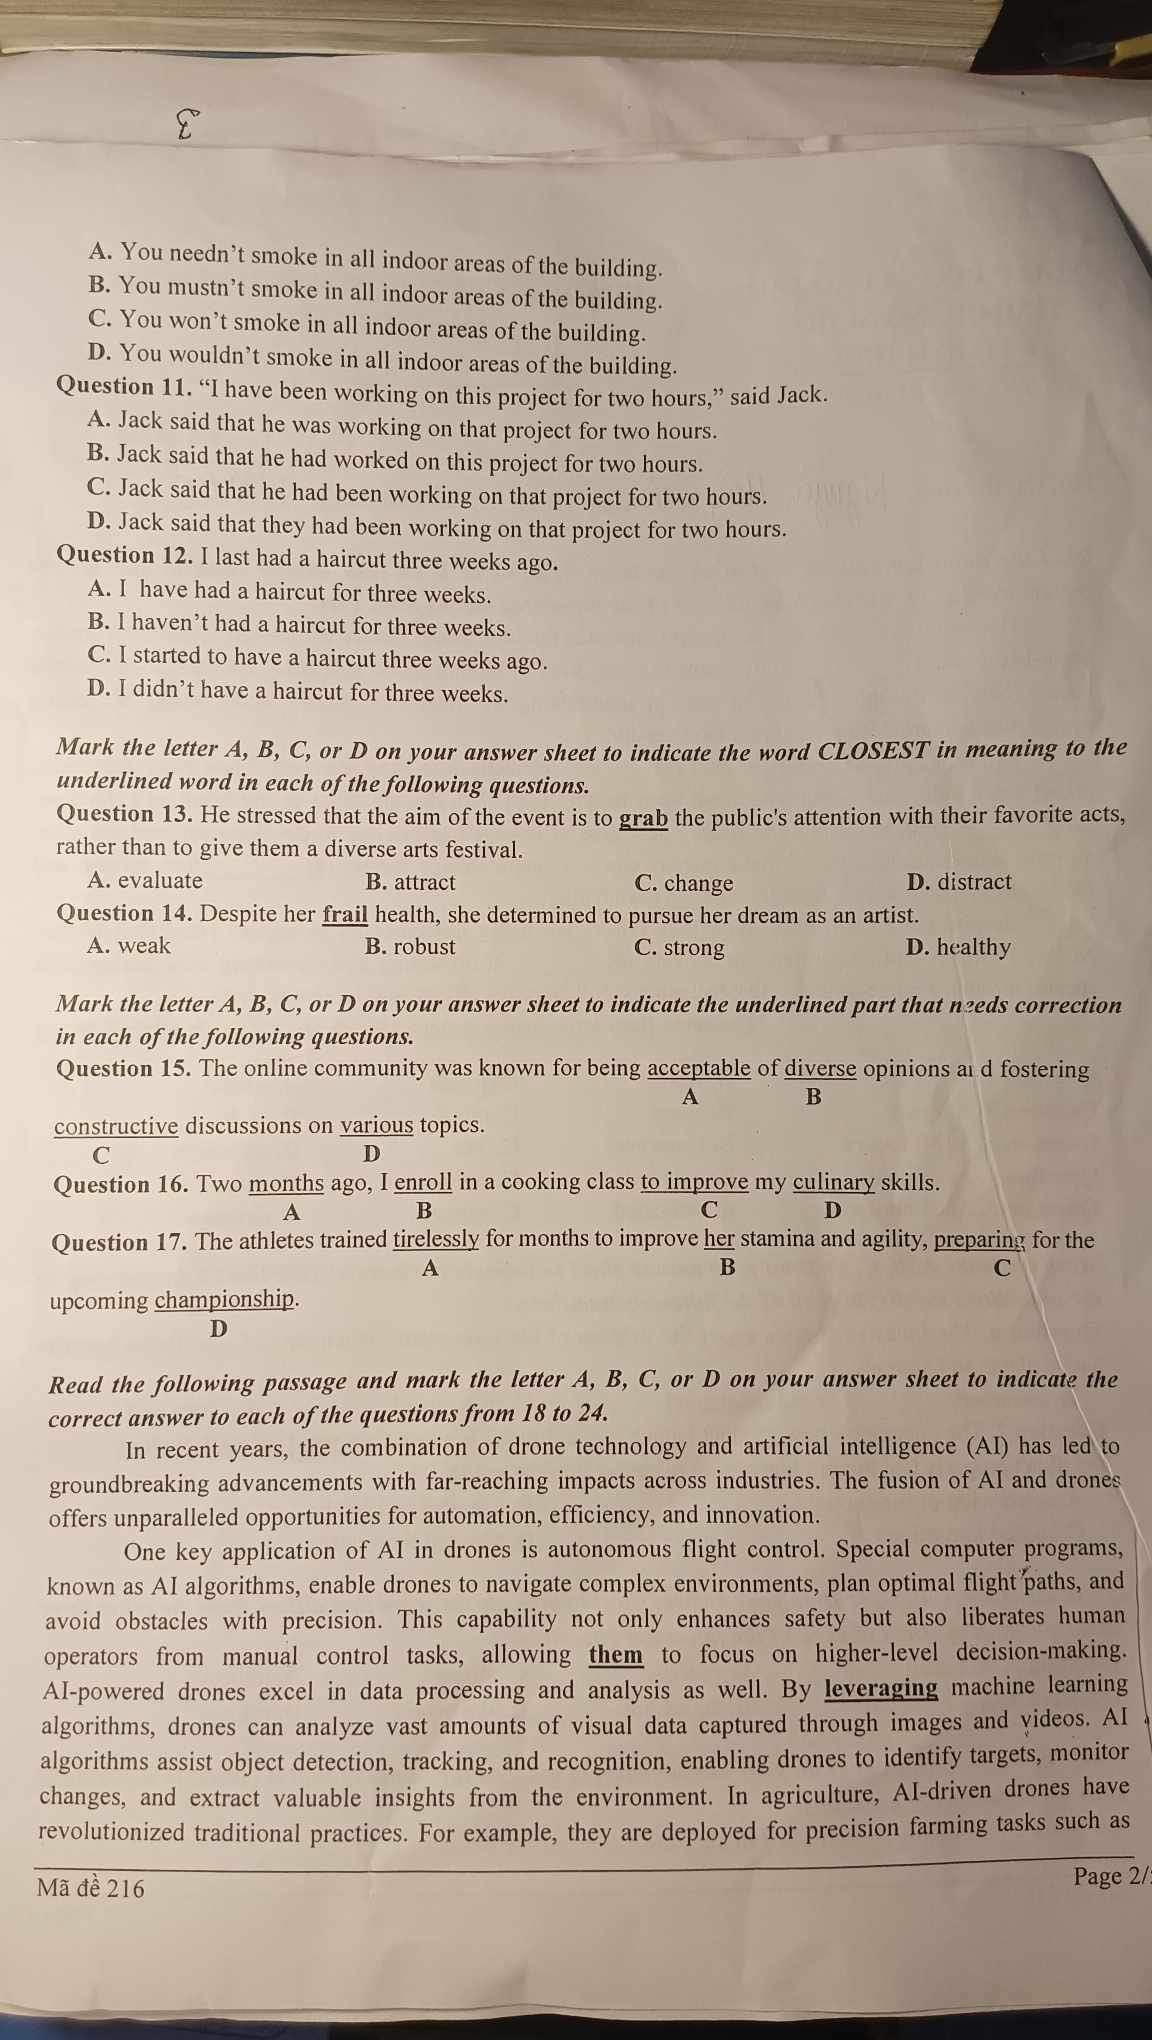 A. You needn't smoke in all indoor areas of the building.
B. You mustn't smoke in all indoor areas of the building.
C. You won't smoke in all indoor areas of the building.
D. You wouldn't smoke in all indoor areas of the building.
Question 11. “I have been working on this project for two hours,” said Jack.
A. Jack said that he was working on that project for two hours.
B. Jack said that he had worked on this project for two hours.
C. Jack said that he had been working on that project for two hours.
D. Jack said that they had been working on that project for two hours.
Question 12. I last had a haircut three weeks ago.
A. I have had a haircut for three weeks.
B. I haven't had a haircut for three weeks.
C. I started to have a haircut three weeks ago.
D. I didn't have a haircut for three weeks.
Mark the letter A, B, C, or D on your answer sheet to indicate the word CLOSEST in meaning to the
underlined word in each of the following questions.
Question 13. He stressed that the aim of the event is to grab the public's attention with their favorite acts,
rather than to give them a diverse arts festival.
A. evaluate B. attract C. change D. distract
Question 14. Despite her frail health, she determined to pursue her dream as an artist.
A. weak B. robust C. strong D. healthy
Mark the letter A, B, C, or D on your answer sheet to indicate the underlined part that needs correction
in each of the following questions.
Question 15. The online community was known for being acceptable of diverse opinions and fostering
A B
constructive discussions on various topics.
C D
Question 16. Two months ago, I enroll in a cooking class to improve my culinary skills.
A B C D
Question 17. The athletes trained tirelessly for months to improve her stamina and agility, preparing for the
A B C
upcoming championship.
D
Read the following passage and mark the letter A, B, C, or D on your answer sheet to indicate the
correct answer to each of the questions from 18 to 24.
In recent years, the combination of drone technology and artificial intelligence (AI) has led to
groundbreaking advancements with far-reaching impacts across industries. The fusion of AI and drones
offers unparalleled opportunities for automation, efficiency, and innovation.
One key application of AI in drones is autonomous flight control. Special computer programs,
known as AI algorithms, enable drones to navigate complex environments, plan optimal flight paths, and
avoid obstacles with precision. This capability not only enhances safety but also liberates human
operators from manual control tasks, allowing them to focus on higher-level decision-making.
AI-powered drones excel in data processing and analysis as well. By leveraging machine learning
algorithms, drones can analyze vast amounts of visual data captured through images and videos. AI
algorithms assist object detection, tracking, and recognition, enabling drones to identify targets, monitor
changes, and extract valuable insights from the environment. In agriculture, AI-driven drones have
revolutionized traditional practices. For example, they are deployed for precision farming tasks such as
Mã đề 216
Page 2/